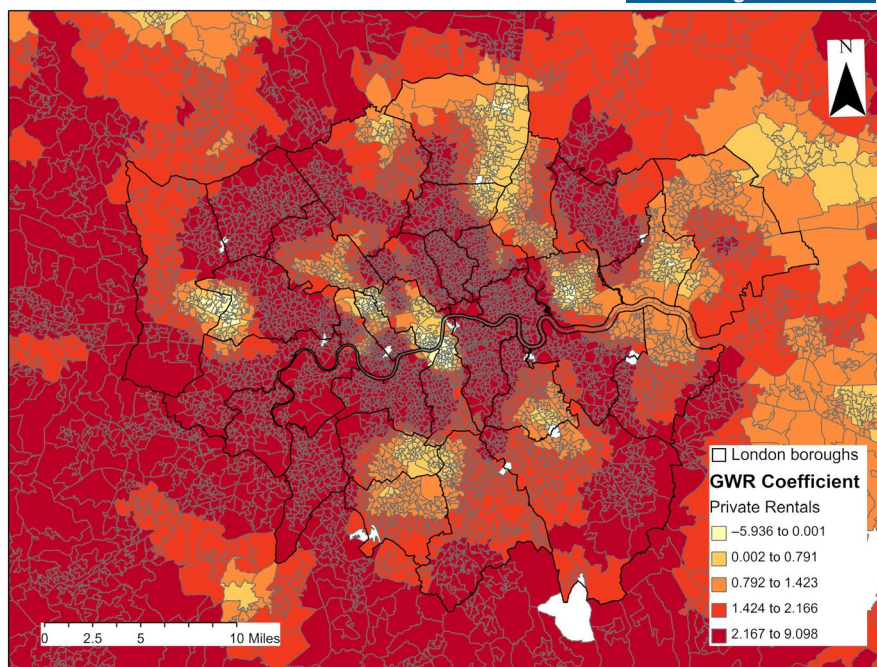 N
London boroughs
GWR Coefficient
Private Rentals
–5.936 to 0.001
0.002 to 0.791
0.792 to 1.423
1.424 to 2.166
2.167 to 9.098
0 2.5 5 10 Miles